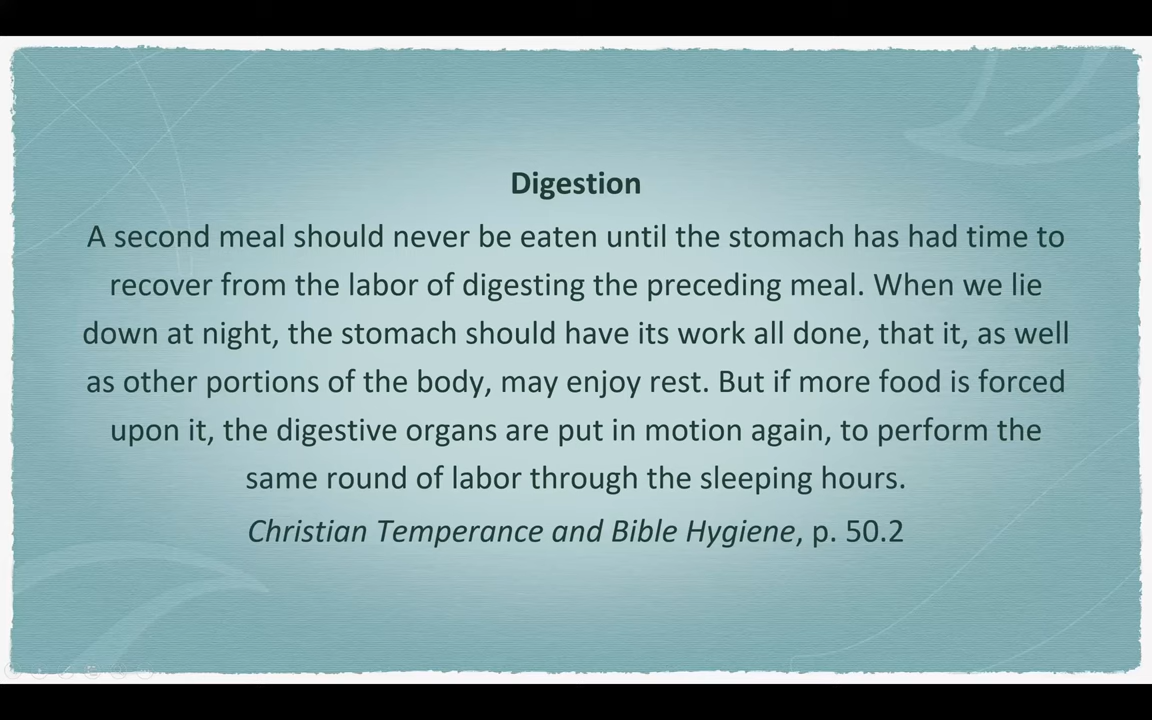 Digestion
A second meal should never be eaten until the stomach has had time to
recover from the labor of digesting the preceding meal. When we lie
down at night, the stomach should have its work all done, that it, as well
as other portions of the body, may enjoy rest. But if more food is forced
upon it, the digestive organs are put in motion again, to perform the
same round of labor through the sleeping hours.
Christian Temperance and Bible Hygiene, p. 50.2